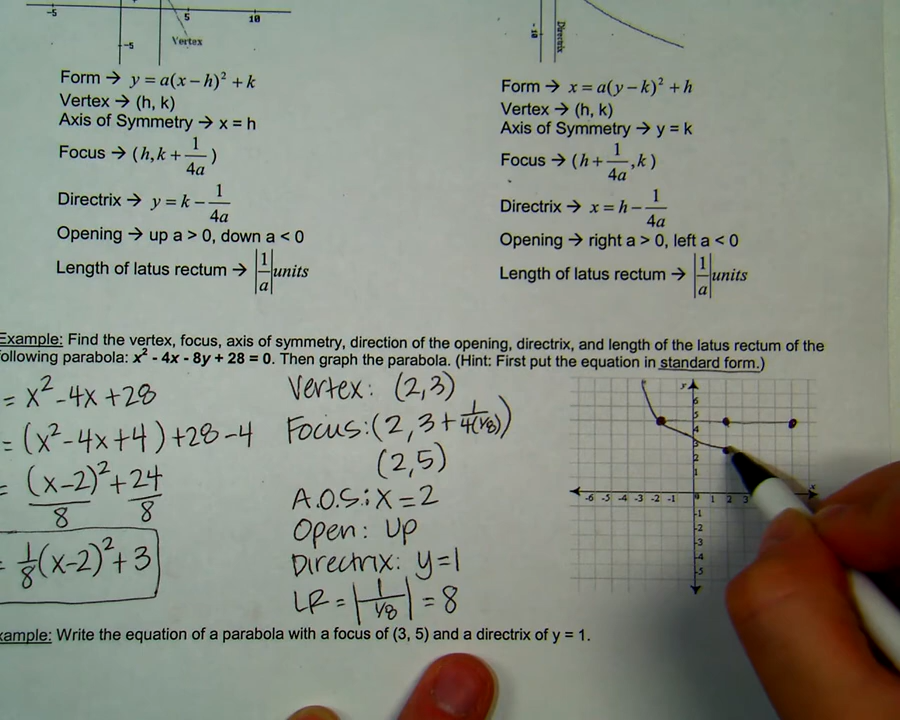 -5
5
10
Vertex
-5
Form → y = a(x − h)² + k
Vertex → (h, k)
Axis of Symmetry → x = h
Focus → (h, k + 1/4a)
Directrix → y = k − 1/4a
Opening → up a > 0, down a < 0
Length of latus rectum → |1/a| units
-10
Directrix
Form → x = a(y − k)² + h
Vertex → (h, k)
Axis of Symmetry → y = k
Focus → (h + 1/4a, k)
Directrix → x = h − 1/4a
Opening → right a > 0, left a < 0
Length of latus rectum → |1/a| units
Example: Find the vertex, focus, axis of symmetry, direction of the opening, directrix, and length of the latus rectum of the
following parabola: x² - 4x - 8y + 28 = 0. Then graph the parabola. (Hint: First put the equation in standard form.)
= x² - 4x + 28
= (x² - 4x + 4) + 28 - 4
= (x-2)²/8 + 24/8
= 1/8(x-2)² + 3
Vertex: (2,3)
Focus: (2, 3 + 1/4(1/8))
(2,5)
A.O.S: x = 2
Open: Up
Directrix: y = 1
LR = |1/1/8| = 8
y
6
5
4
3
2
1
-6 -5 -4 -3 -2 -1 0 1 2 3
x
-1
-2
-3
-4
-5
xample: Write the equation of a parabola with a focus of (3, 5) and a directrix of y = 1.